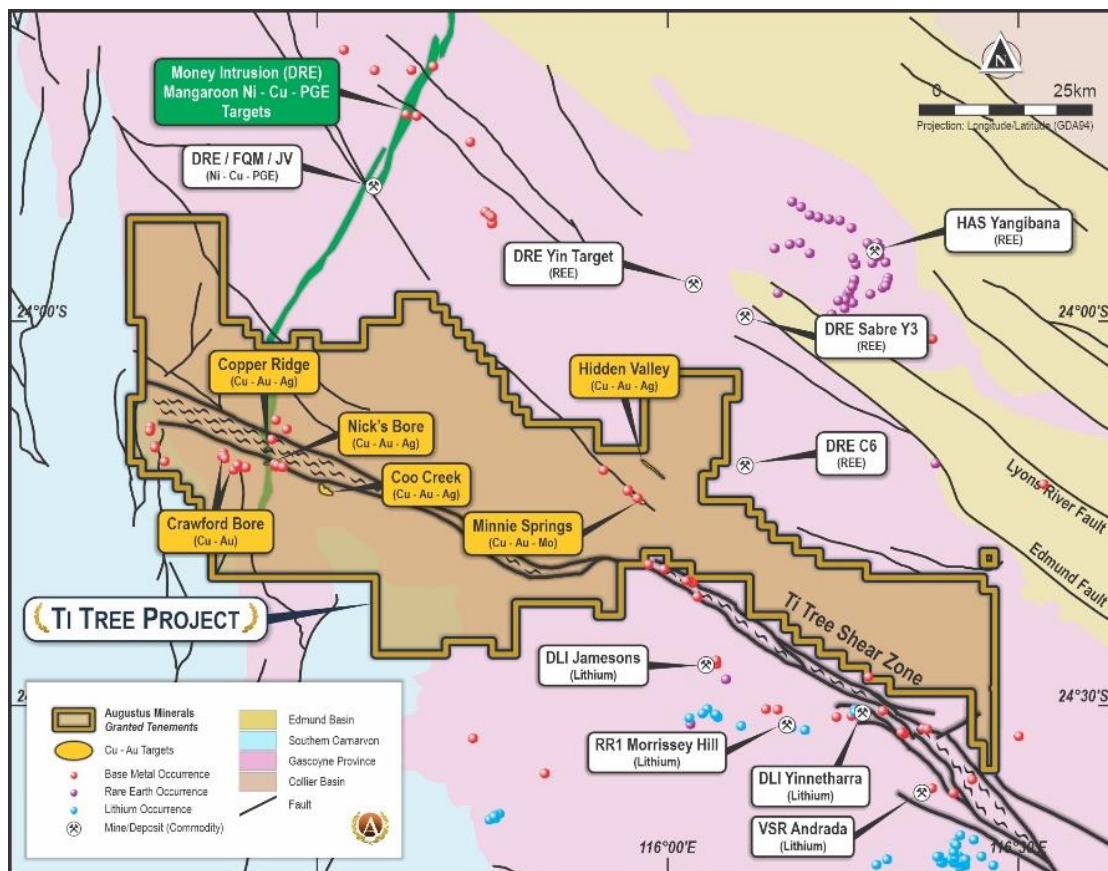 Money Intrusion (DRE)
Mangaroon Ni - Cu - PGE
Targets
N
0 25km
Projection: Longitude/Latitude (GDA94)
DRE / FQM / JV
(Ni - Cu - PGE)
HAS Yangibana
(REE)
DRE Yin Target
(REE)
24°00'S
24°00'S
DRE Sabre Y3
(REE)
Copper Ridge
(Cu - Au - Ag)
Hidden Valley
(Cu - Au - Ag)
Nick's Bore
(Cu - Au - Ag)
DRE C6
(REE)
Coo Creek
(Cu - Au - Ag)
Lyons River Fault
Crawford Bore
(Cu - Au)
Minnie Springs
(Cu - Au - Mo)
Edmund Fault
TI TREE PROJECT
Ti Tree Shear Zone
DLI Jamesons
(Lithium)
24°30'S
24°
RR1 Morrissey Hill
(Lithium)
DLI Yinnetharra
(Lithium)
VSR Andrada
(Lithium)
116°00'E
116°30'E
Augustus Minerals
Granted Tenements
Cu - Au Targets
Base Metal Occurrence
Rare Earth Occurrence
Lithium Occurrence
Mine/Deposit (Commodity)
Edmund Basin
Southern Carnarvon
Gascoyne Province
Collier Basin
Fault
A